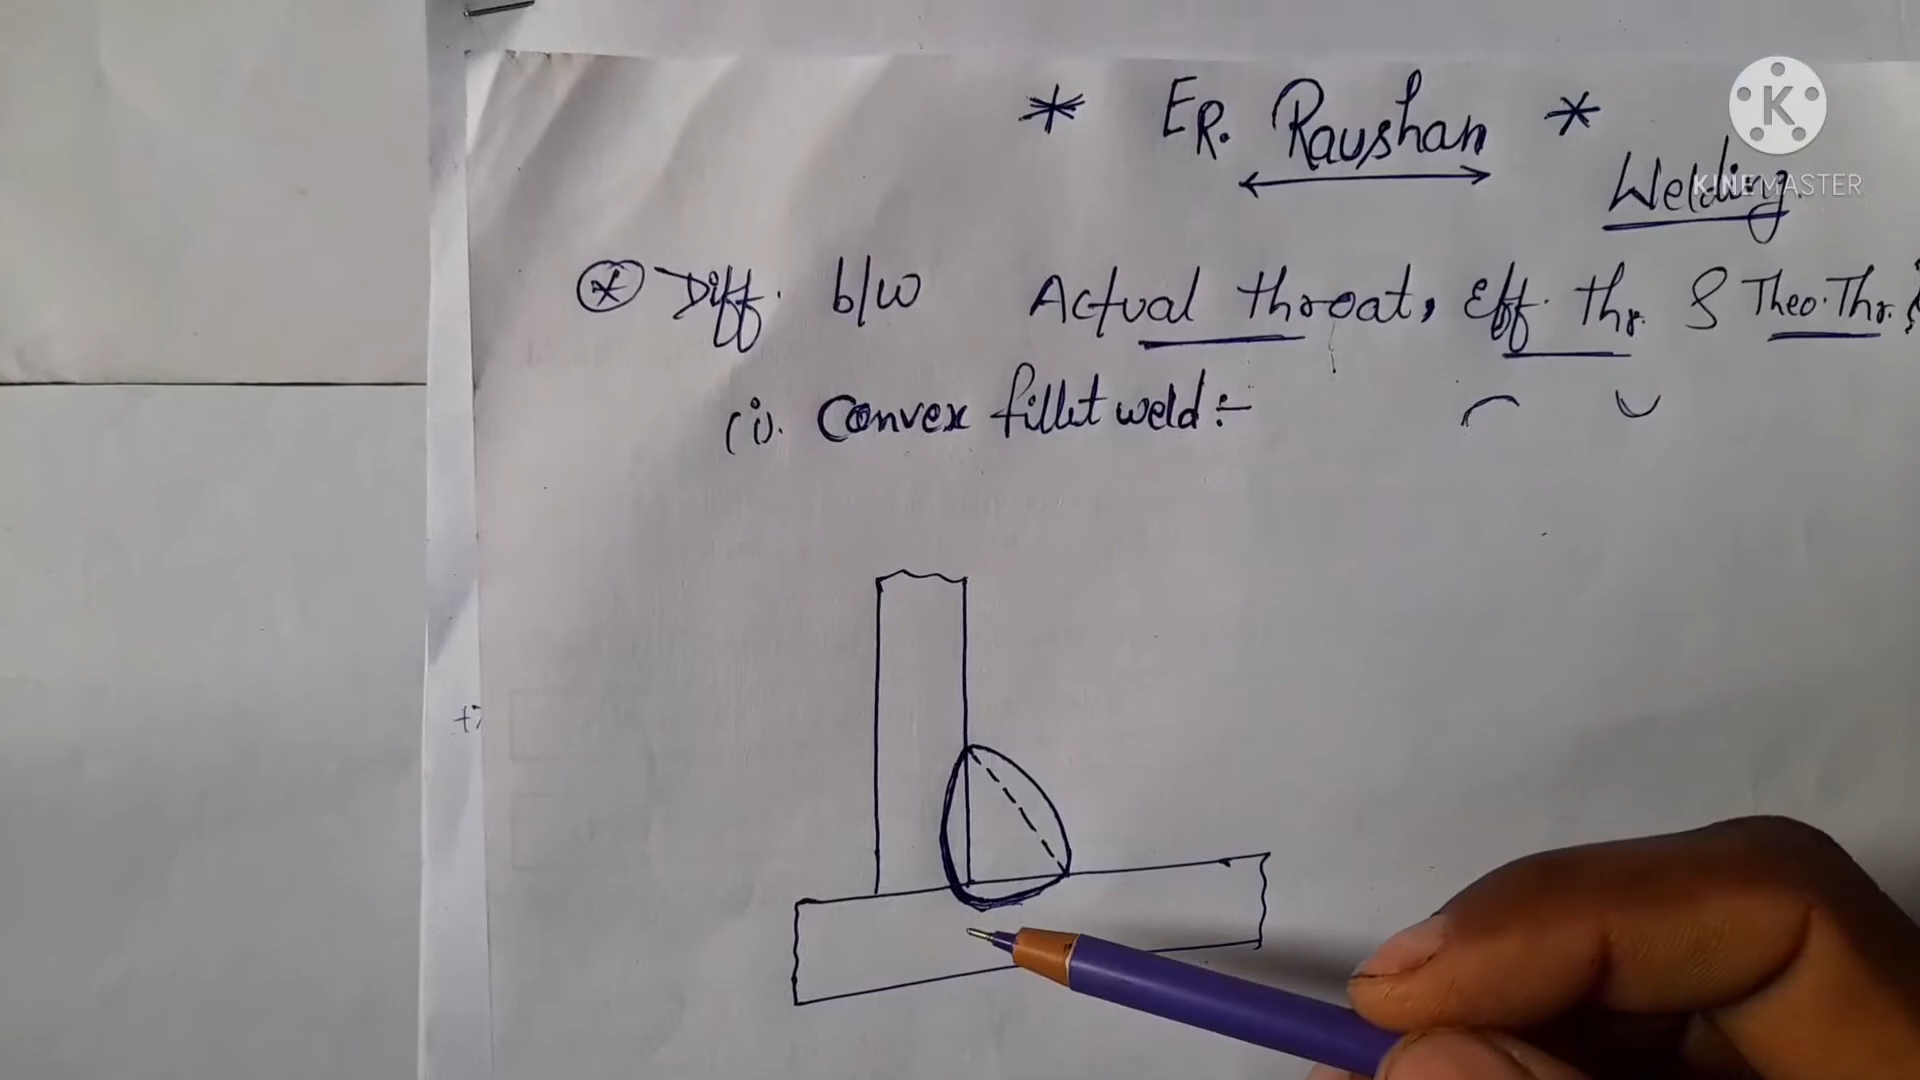 * ER. Raushan *
K
KINEMASTER
Welding.
* Diff. b/w Actual throat, Eff. thr. & Theo. Thr.
(i). Convex fillet weld :-